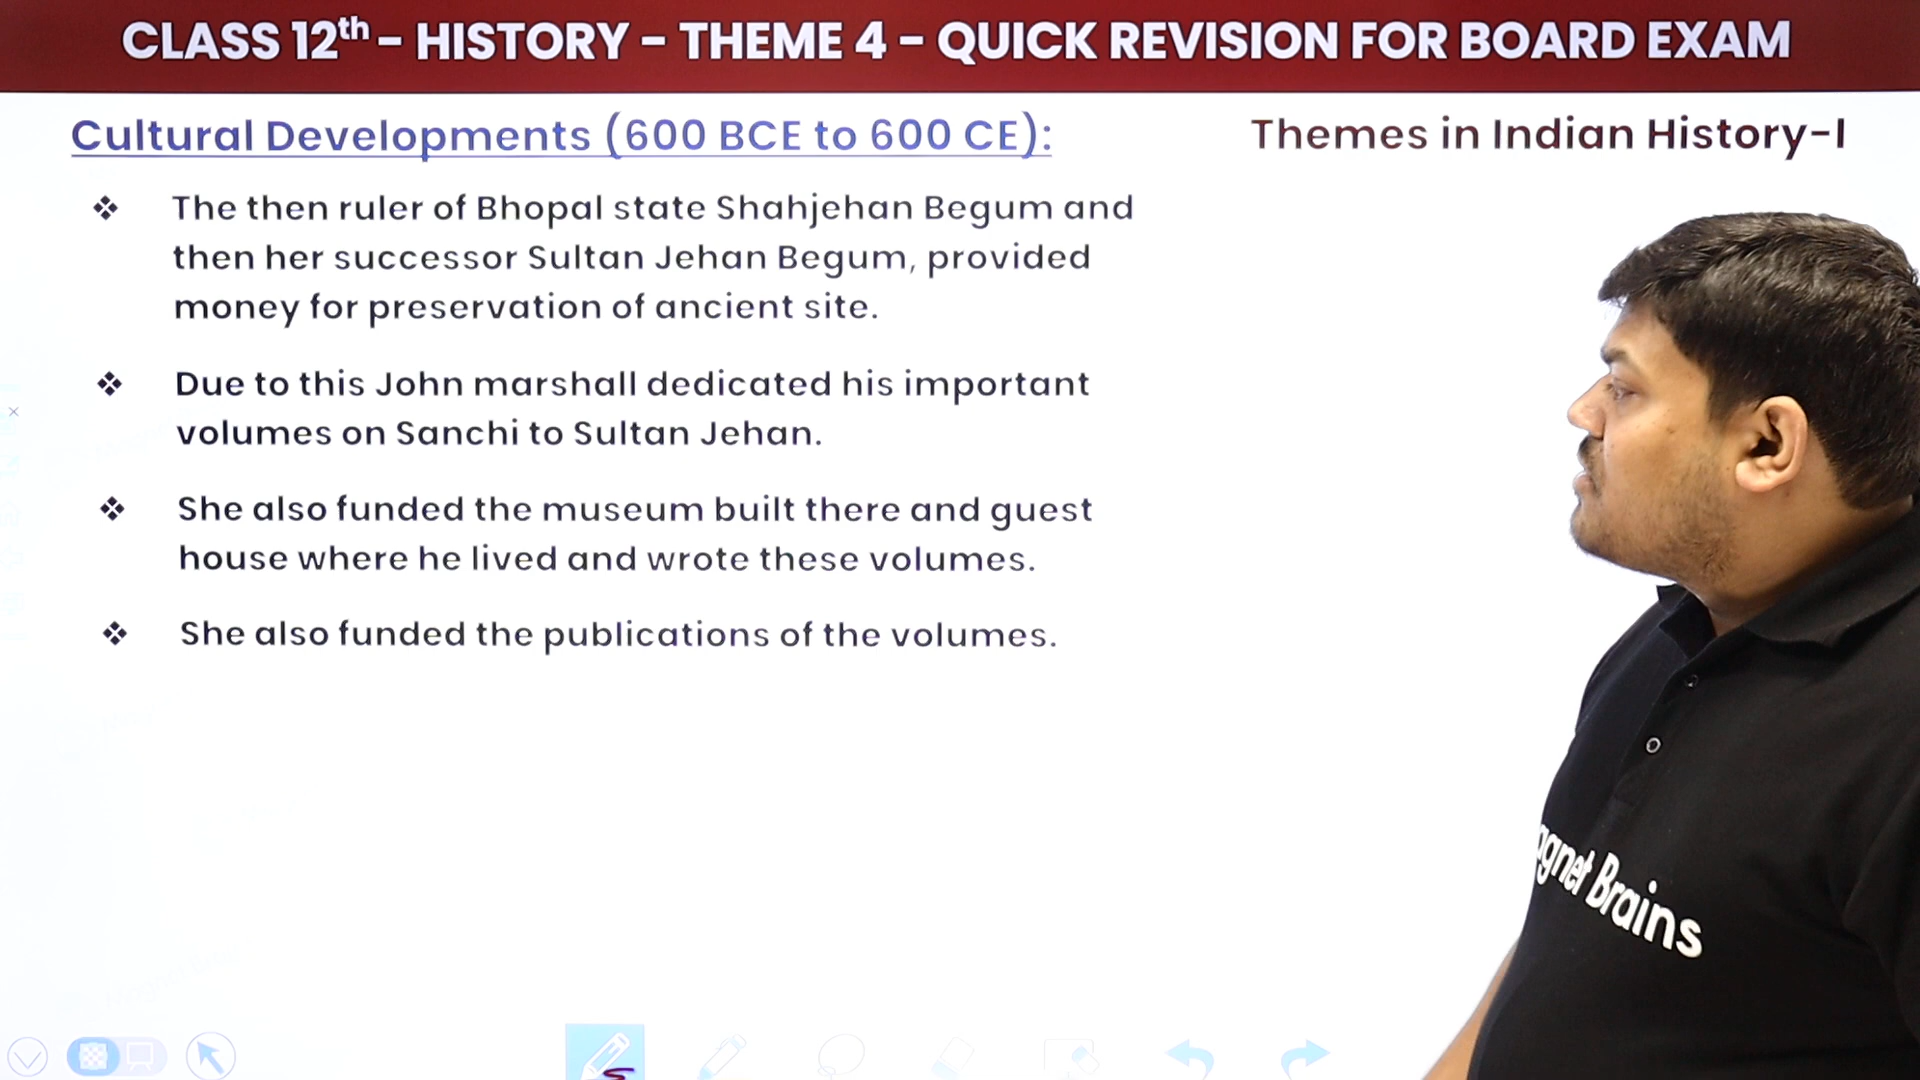 CLASS 12th - HISTORY - THEME 4 - QUICK REVISION FOR BOARD EXAM
Cultural Developments (600 BCE to 600 CE):
Themes in Indian History-I
❖ The then ruler of Bhopal state Shahjehan Begum and
then her successor Sultan Jehan Begum, provided
money for preservation of ancient site.
❖ Due to this John marshall dedicated his important
volumes on Sanchi to Sultan Jehan.
❖ She also funded the museum built there and guest
house where he lived and wrote these volumes.
❖ She also funded the publications of the volumes.
agnet Brains